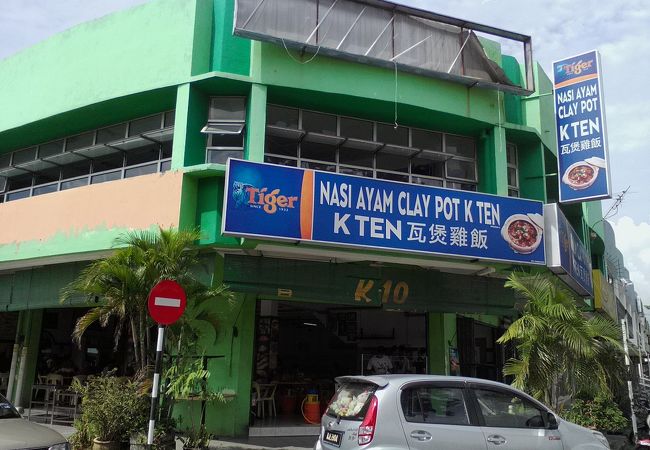 Tiger
SINCE 1932
NASI AYAM CLAY POT K TEN
K TEN 瓦煲雞飯
Tiger
NASI AYAM
CLAY POT
K TEN
瓦煲雞飯
K 10